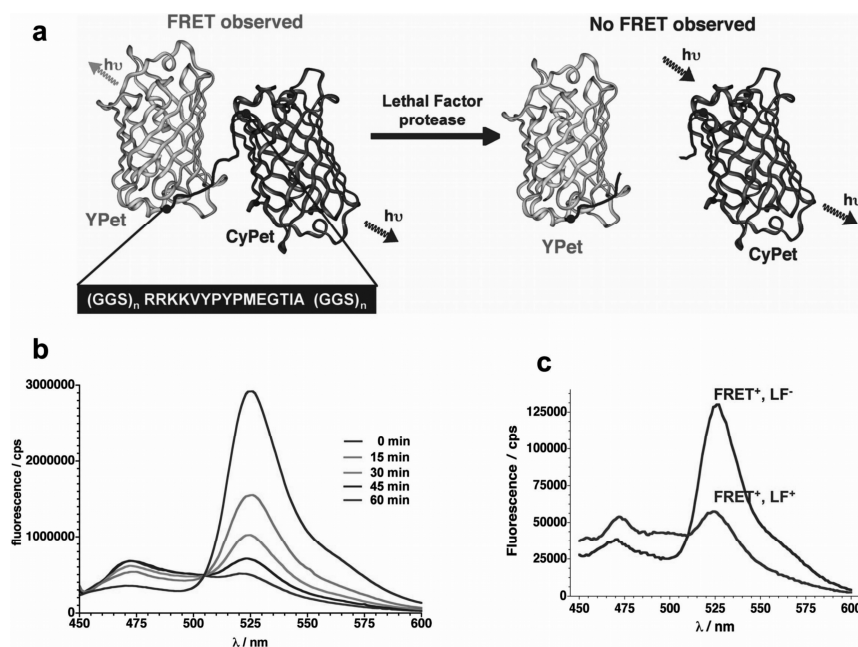 a
FRET observed
No FRET observed
hυ
hυ
Lethal Factor
protease
YPet
CyPet
hυ
YPet
CyPet
hυ
(GGS)n RRKKVYPYPMEGTIA (GGS)n
b
3000000
2000000
1000000
0
fluorescence / cps
0 min
15 min
30 min
45 min
60 min
450 475 500 525 550 575 600
λ / nm
c
FRET+, LF-
FRET+, LF+
125000
100000
75000
50000
25000
0
Fluorescence / cps
450 475 500 525 550 575 600
λ / nm